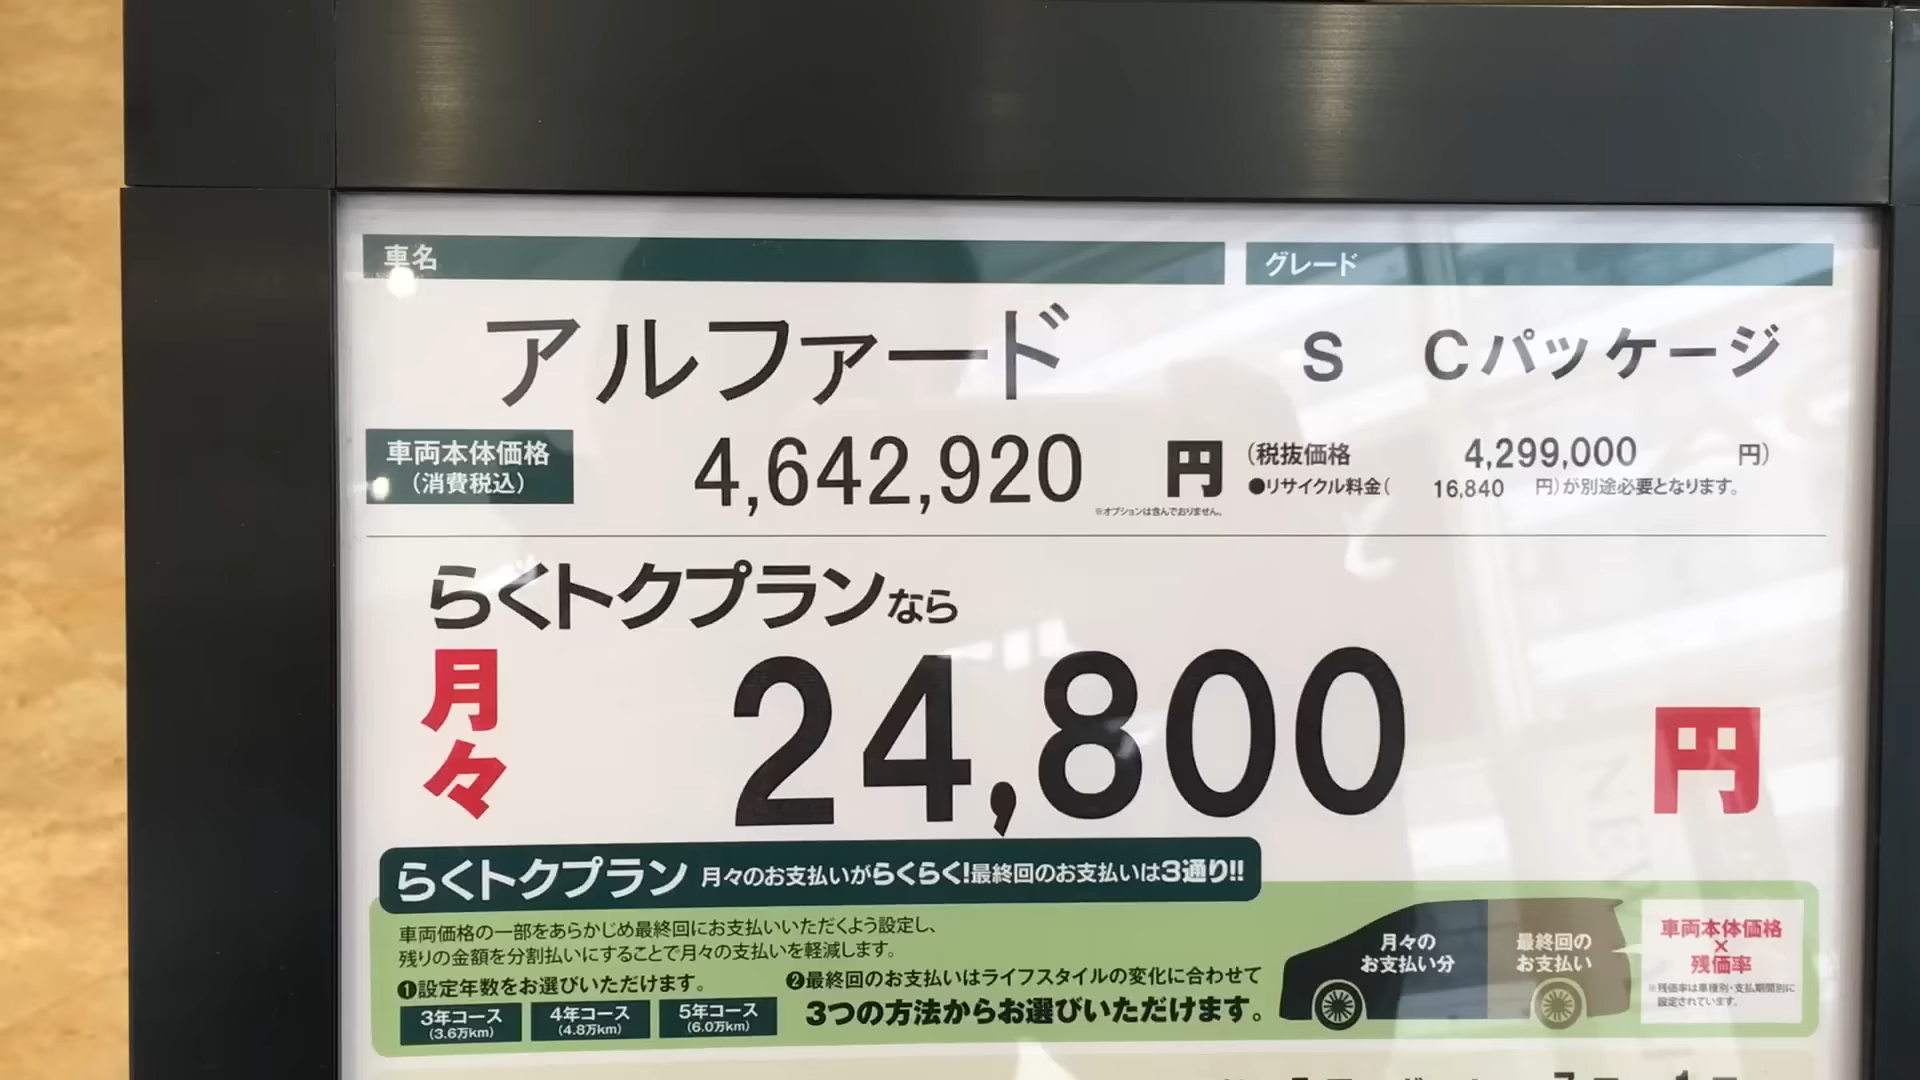 車名
グレード
アルファード
S Cパッケージ
車両本体価格
(消費税込)
4,642,920 円
※オプションは含んでおりません。
(税抜価格 4,299,000 円)
●リサイクル料金( 16,840 円)が別途必要となります。
らくトクプランなら
月々 24,800 円
らくトクプラン 月々のお支払いがらくらく!最終回のお支払いは3通り!!
車両価格の一部をあらかじめ最終回にお支払いいただくよう設定し、
残りの金額を分割払いにすることで月々の支払いを軽減します。
❶設定年数をお選びいただけます。
3年コース
(3.6万km)
4年コース
(4.8万km)
5年コース
(6.0万km)
❷最終回のお支払いはライフスタイルの変化に合わせて
3つの方法からお選びいただけます。
月々の
お支払い分
最終回の
お支払い
車両本体価格
×
残価率
※残価率は車種別・支払期間別に
設定されています。